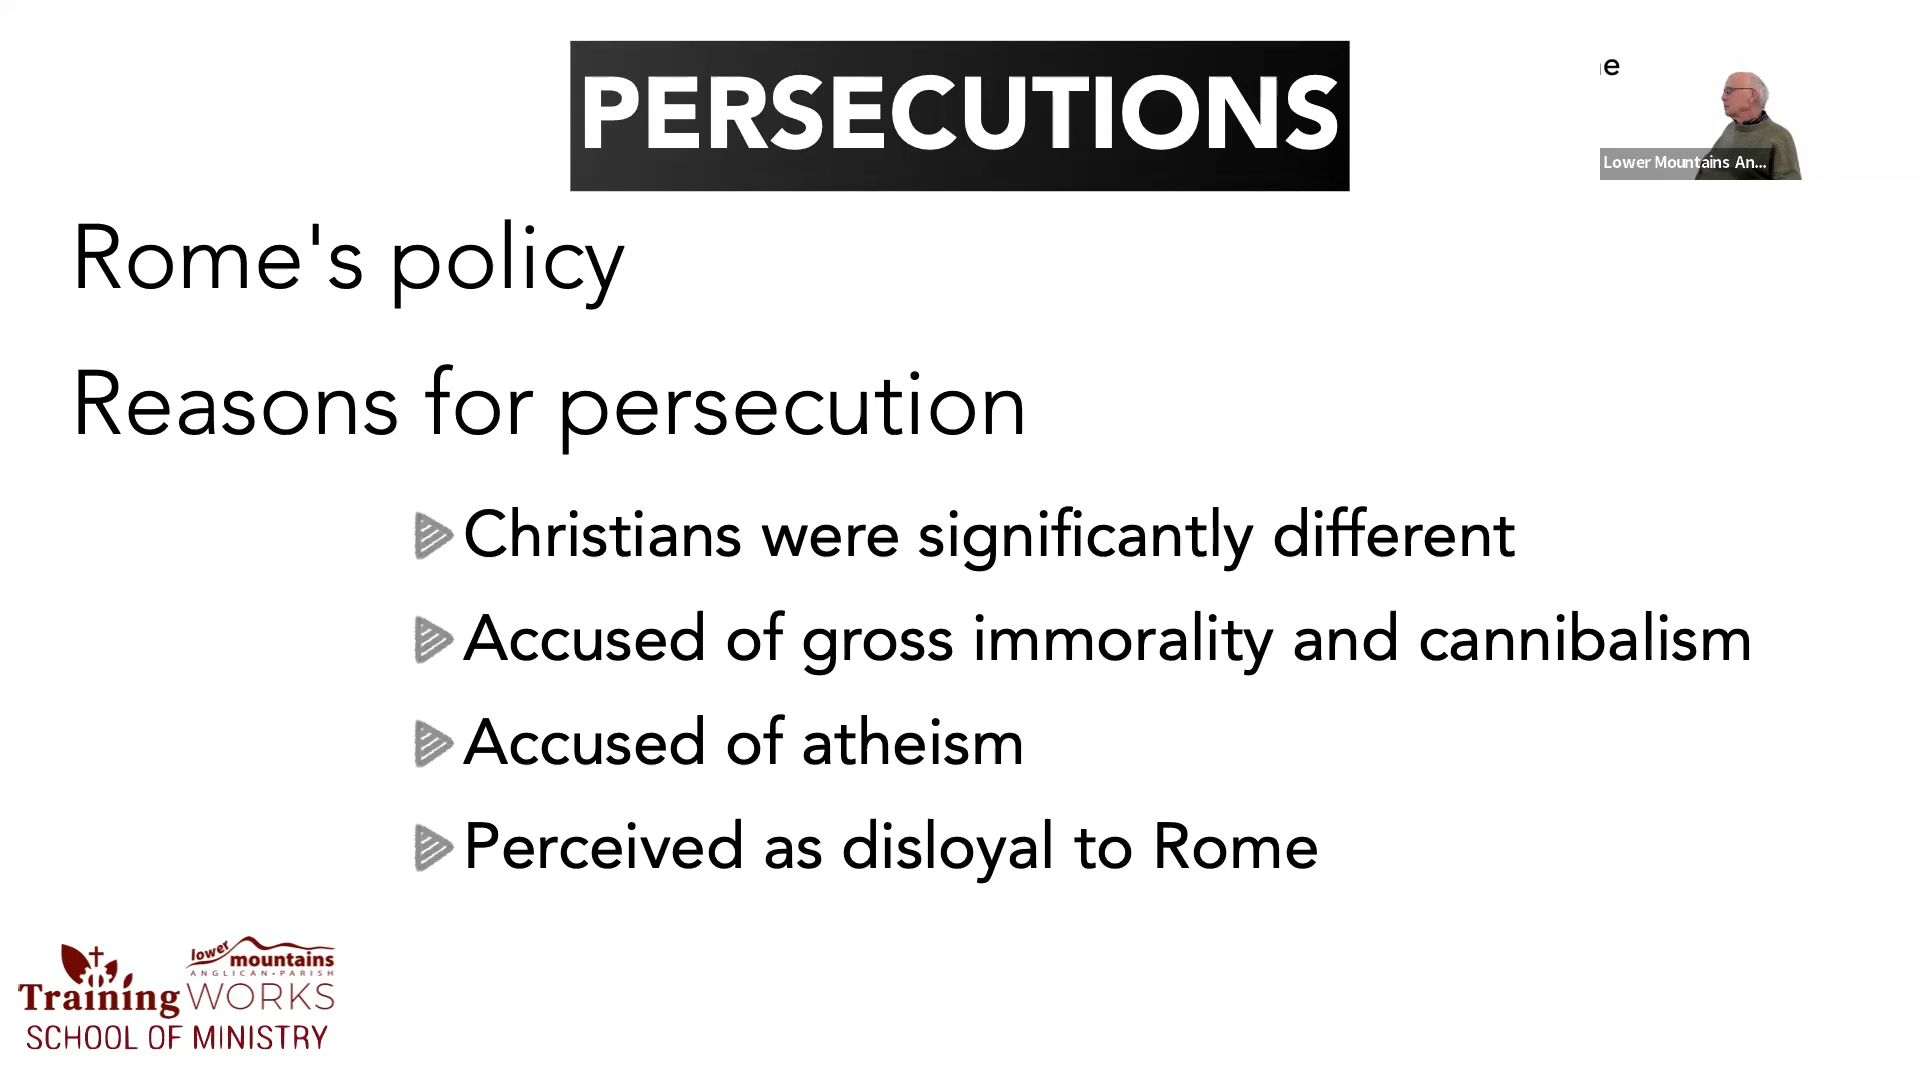 PERSECUTIONS
Rome's policy
Reasons for persecution
Christians were significantly different
Accused of gross immorality and cannibalism
Accused of atheism
Perceived as disloyal to Rome
Lower Mountains An...
lower
mountains
ANGLICAN•PARISH
Training WORKS
SCHOOL OF MINISTRY